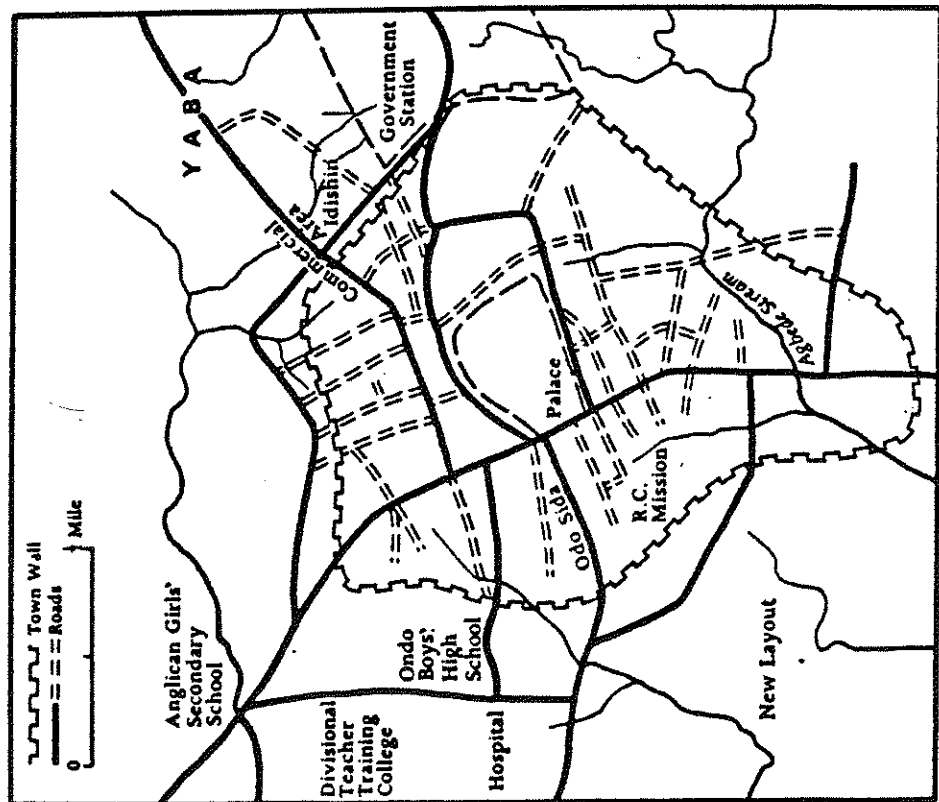 Town Wall
Roads
0
Mile
Anglican Girls'
Secondary
School
YABA
Commercial
Area
Idishin
Government
Station
Divisional
Teacher
Training
College
Ondo
Boys'
High
School
Hospital
Odo Sida
Palace
R.C.
Mission
New Layout
Agbede Stream